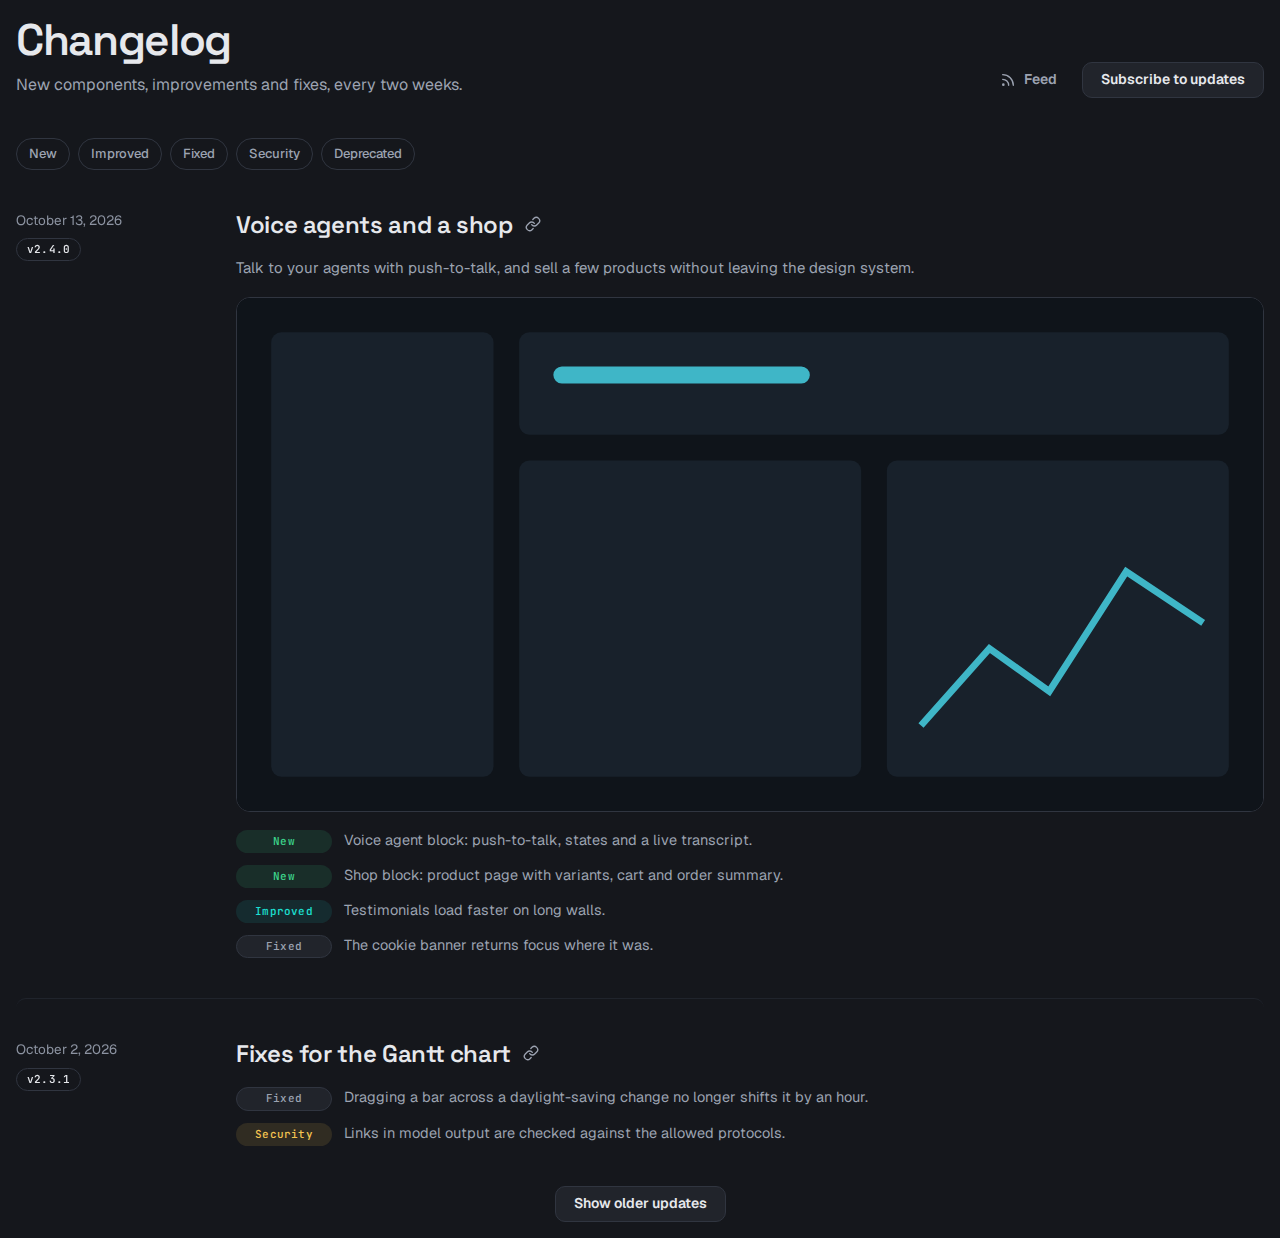 Changelog
New components, improvements and fixes, every two weeks.
Feed
Subscribe to updates
New
Improved
Fixed
Security
Deprecated
October 13, 2026
v2.4.0
Voice agents and a shop
Talk to your agents with push-to-talk, and sell a few products without leaving the design system.
New
Voice agent block: push-to-talk, states and a live transcript.
New
Shop block: product page with variants, cart and order summary.
Improved
Testimonials load faster on long walls.
Fixed
The cookie banner returns focus where it was.
October 2, 2026
v2.3.1
Fixes for the Gantt chart
Fixed
Dragging a bar across a daylight-saving change no longer shifts it by an hour.
Security
Links in model output are checked against the allowed protocols.
Show older updates